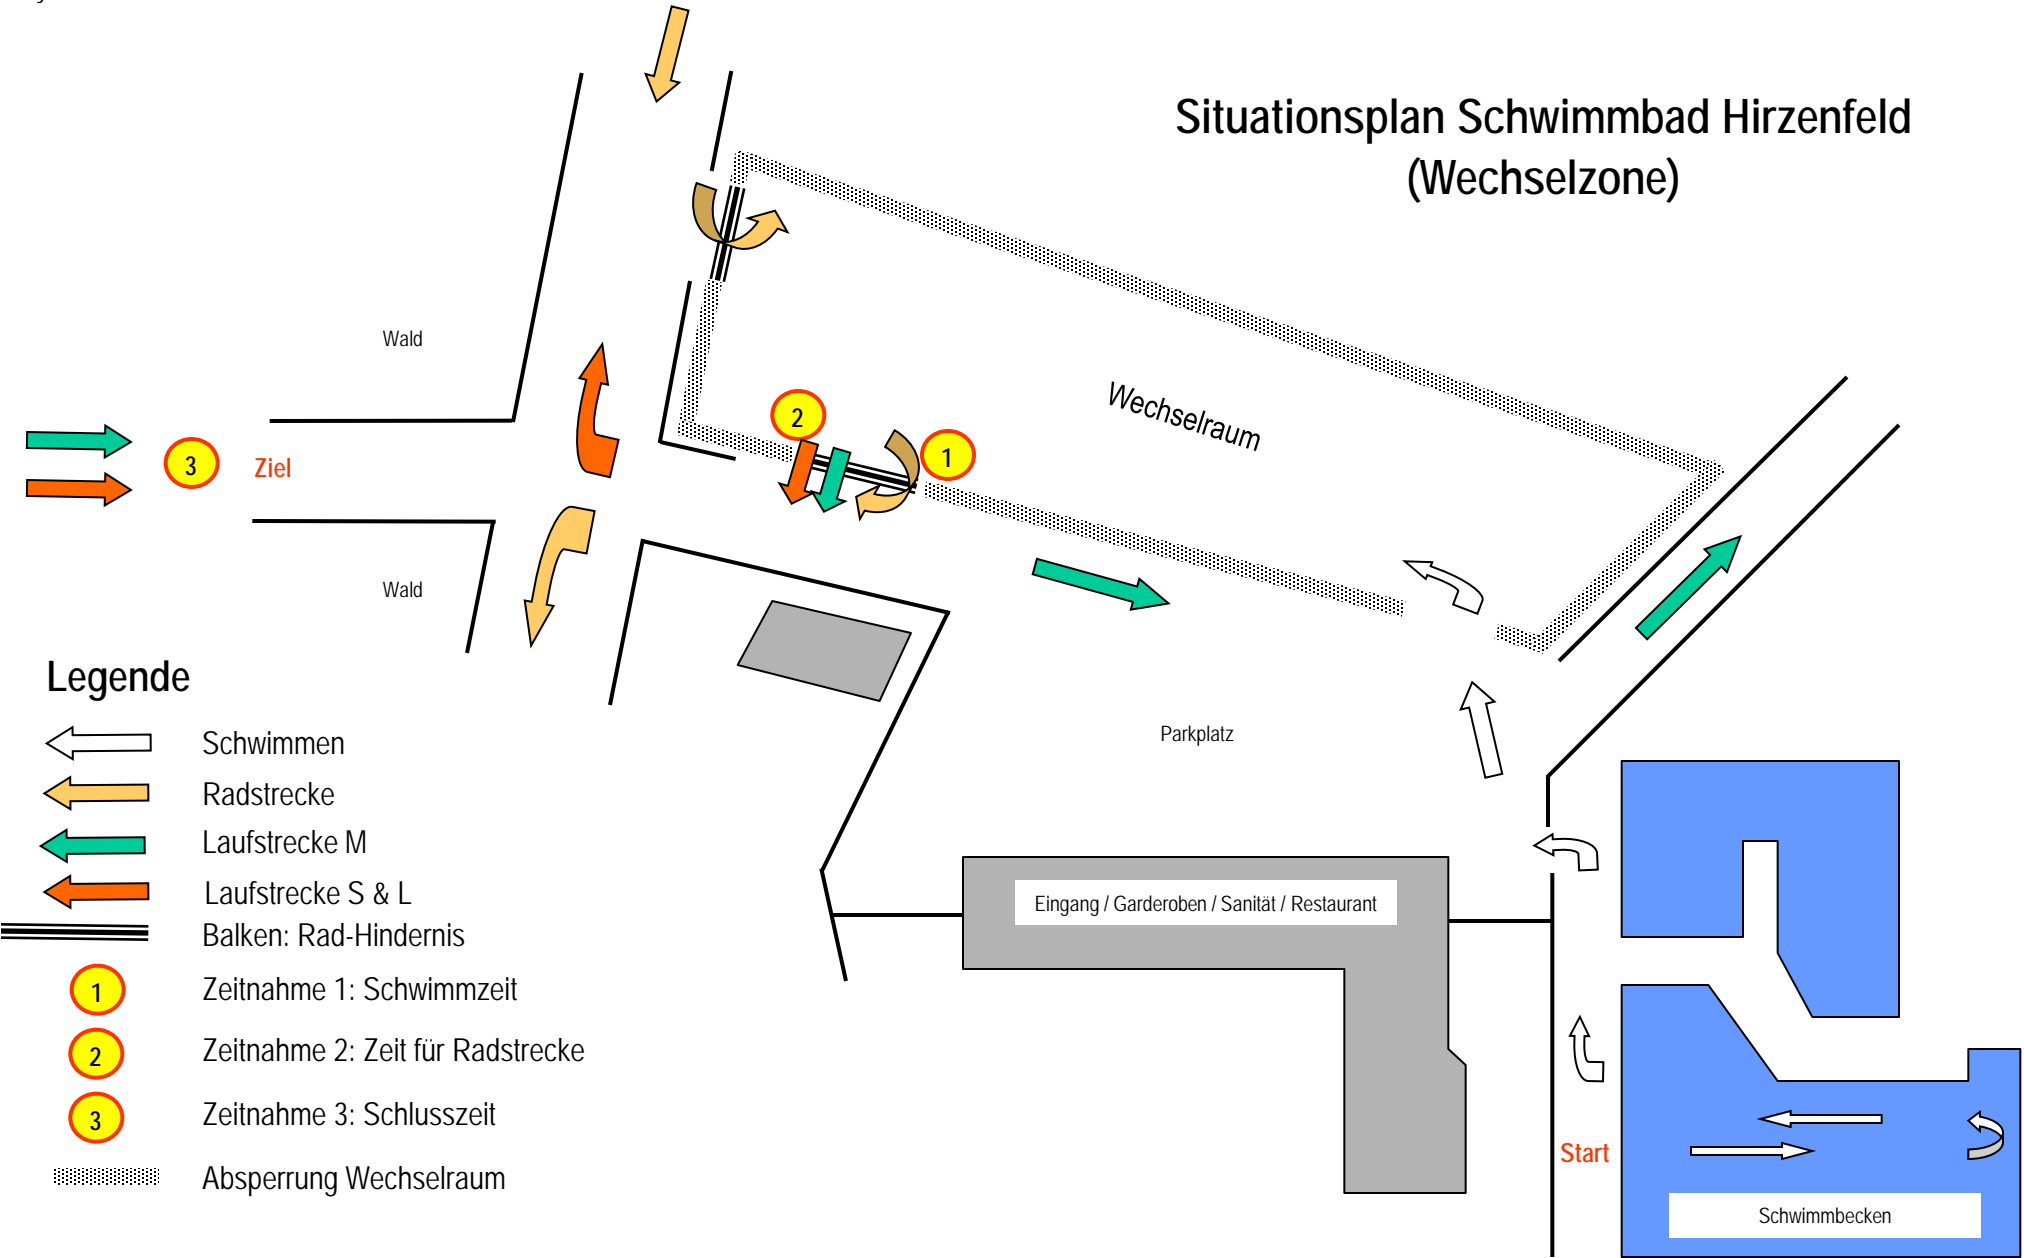 Situationsplan Schwimmbad Hirzenfeld
(Wechselzone)
Wald
Wechselraum
2
1
3
Ziel
Wald
Parkplatz
Eingang / Garderoben / Sanität / Restaurant
Start
Schwimmbecken
Legende
Schwimmen
Radstrecke
Laufstrecke M
Laufstrecke S & L
Balken: Rad-Hindernis
1 Zeitnahme 1: Schwimmzeit
2 Zeitnahme 2: Zeit für Radstrecke
3 Zeitnahme 3: Schlusszeit
Absperrung Wechselraum